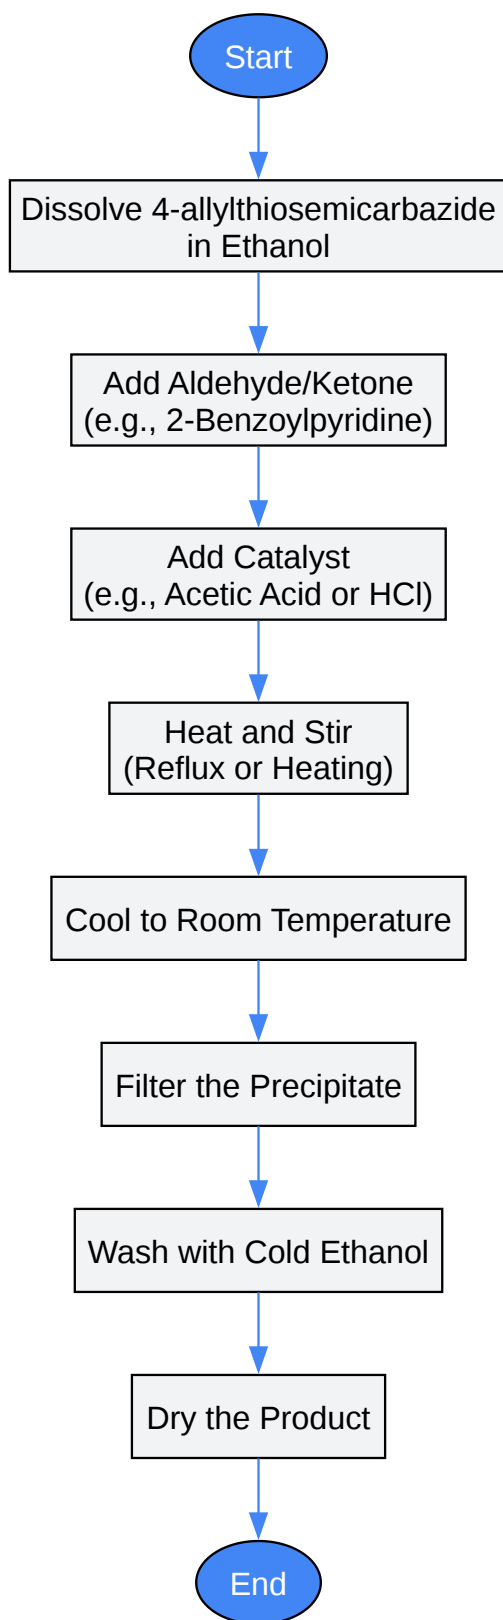 Start
Dissolve 4-allylthiosemicarbazide
in Ethanol
Add Aldehyde/Ketone
(e.g., 2-Benzoylpyridine)
Add Catalyst
(e.g., Acetic Acid or HCl)
Heat and Stir
(Reflux or Heating)
Cool to Room Temperature
Filter the Precipitate
Wash with Cold Ethanol
Dry the Product
End